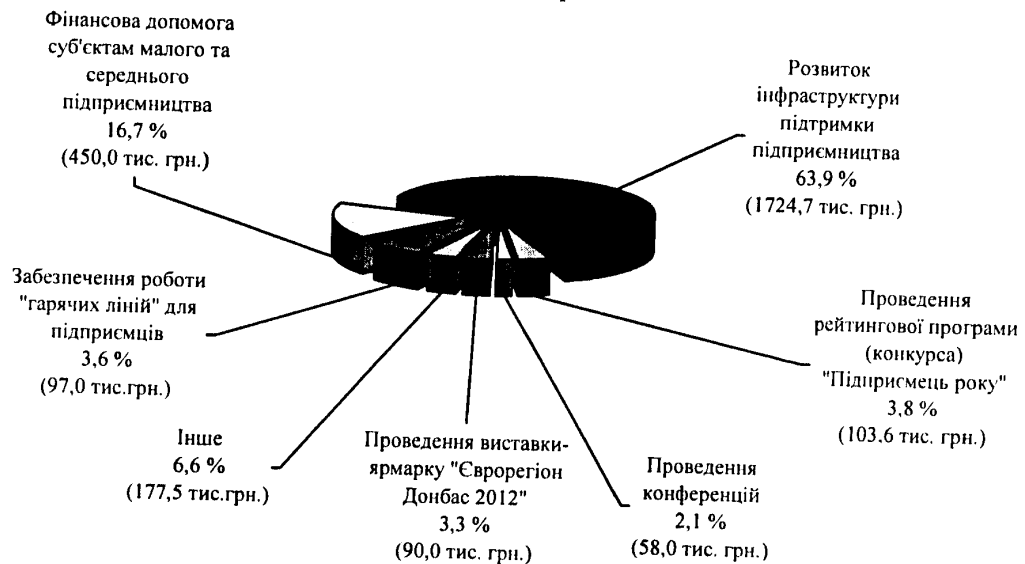 Фінансова допомога
суб'єктам малого та
середнього
підприємництва
16,7 %
(450,0 тис. грн.)
Розвиток
інфраструктури
підтримки
підприємництва
63,9 %
(1724,7 тис. грн.)
Забезпечення роботи
"гарячих ліній" для
підприємців
3,6 %
(97,0 тис.грн.)
Проведення
рейтингової програми
(конкурса)
"Підприємець року"
3,8 %
(103,6 тис. грн.)
Інше
6,6 %
(177,5 тис.грн.)
Проведення виставки-
ярмарку "Єврорегіон
Донбас 2012"
3,3 %
(90,0 тис. грн.)
Проведення
конференцій
2,1 %
(58,0 тис. грн.)